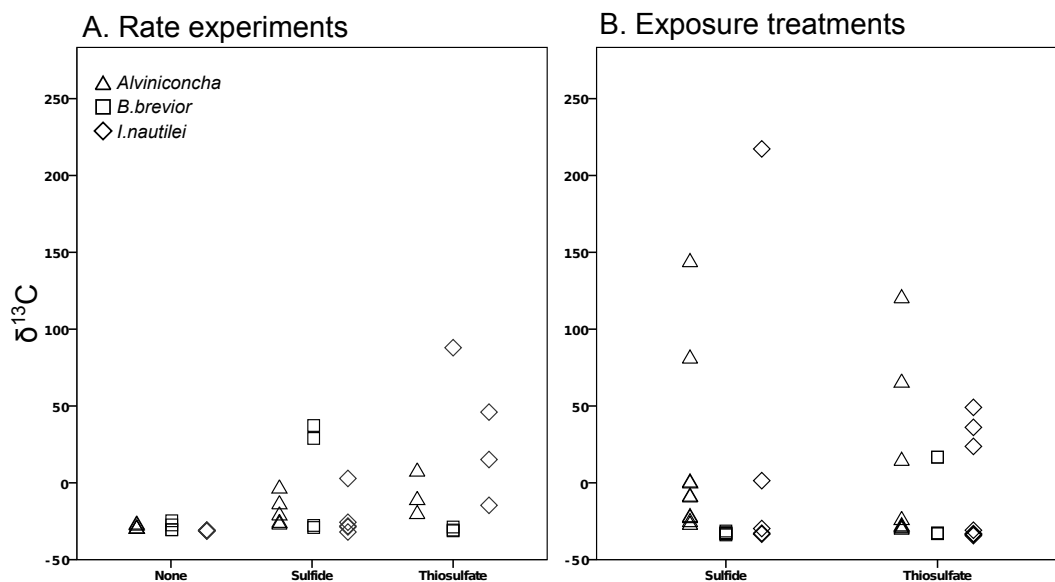 A. Rate experiments
B. Exposure treatments
Alviniconcha
B.brevior
I.nautilei
δ13C
250
200
150
100
50
0
-50
None Sulfide Thiosulfate
250
200
150
100
50
0
-50
Sulfide Thiosulfate